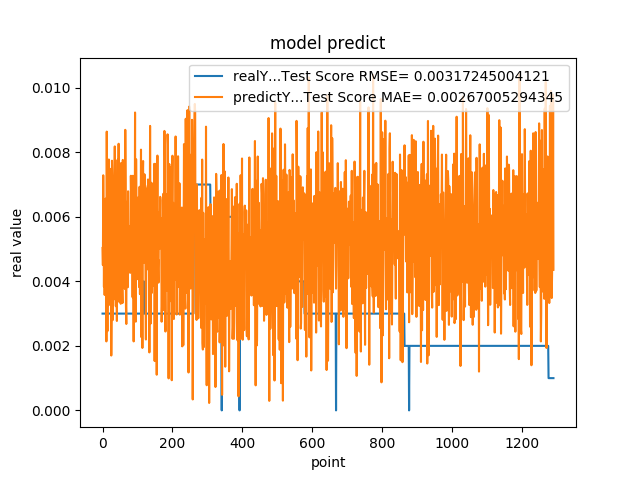 model predict
realY...Test Score RMSE= 0.00317245004121
predictY...Test Score MAE= 0.00267005294345
0.010
0.008
0.006
0.004
0.002
0.000
real value
0 200 400 600 800 1000 1200
point